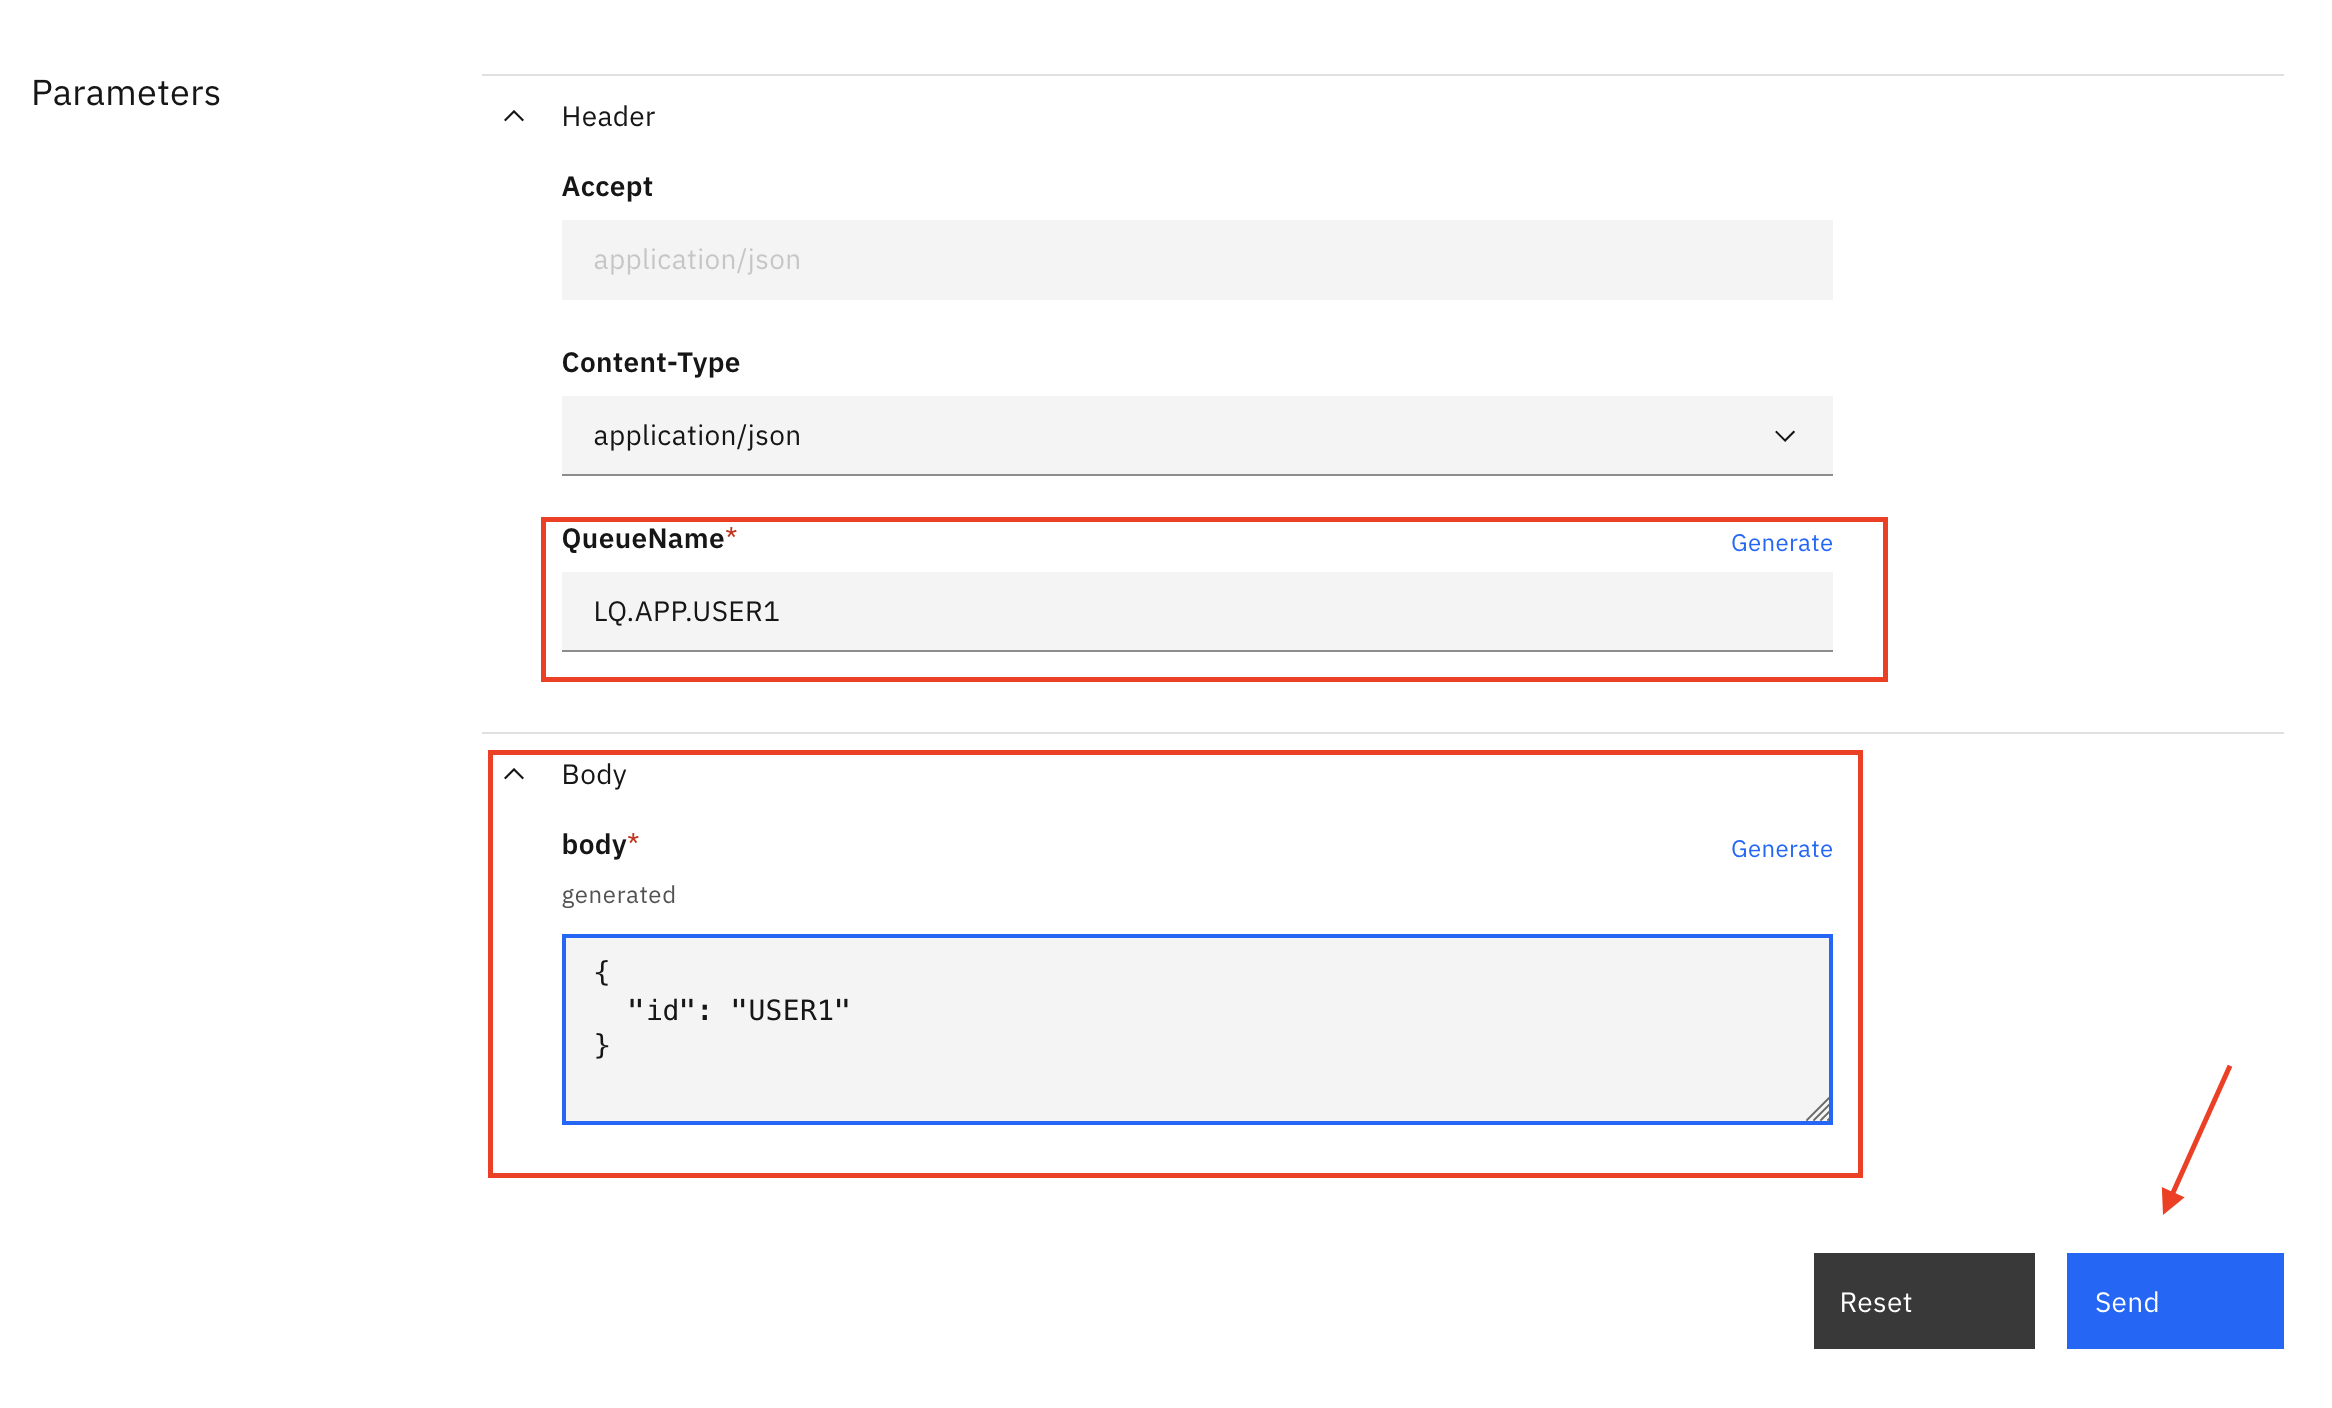 Parameters
Header
Accept
application/json
Content-Type
application/json
QueueName*
Generate
LQ.APP.USER1
Body
body*
Generate
generated
{
  "id": "USER1"
}
Reset
Send